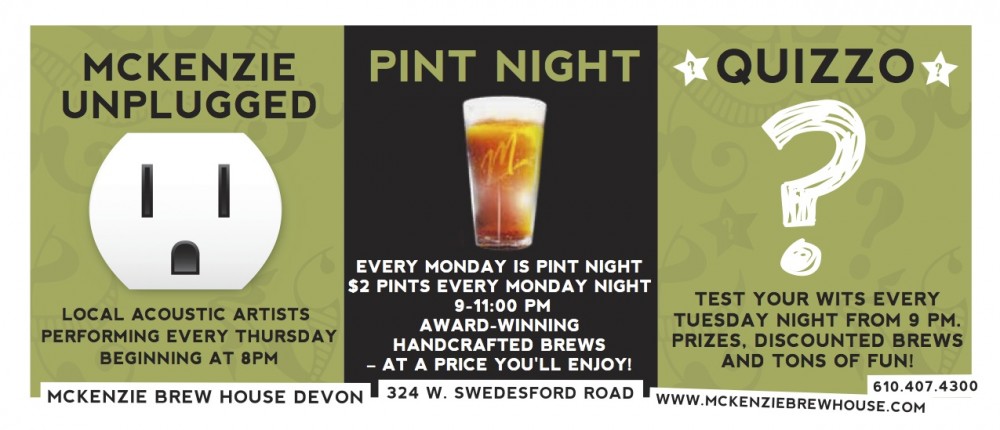 MCKENZIE
UNPLUGGED
LOCAL ACOUSTIC ARTISTS
PERFORMING EVERY THURSDAY
BEGINNING AT 8PM
PINT NIGHT
M
EVERY MONDAY IS PINT NIGHT
$2 PINTS EVERY MONDAY NIGHT
9-11:00 PM
AWARD-WINNING
HANDCRAFTED BREWS
– AT A PRICE YOU'LL ENJOY!
? QUIZZO ?
?
TEST YOUR WITS EVERY
TUESDAY NIGHT FROM 9 PM.
PRIZES, DISCOUNTED BREWS
AND TONS OF FUN!
MCKENZIE BREW HOUSE DEVON
324 W. SWEDESFORD ROAD
610.407.4300
WWW.MCKENZIEBREWHOUSE.COM